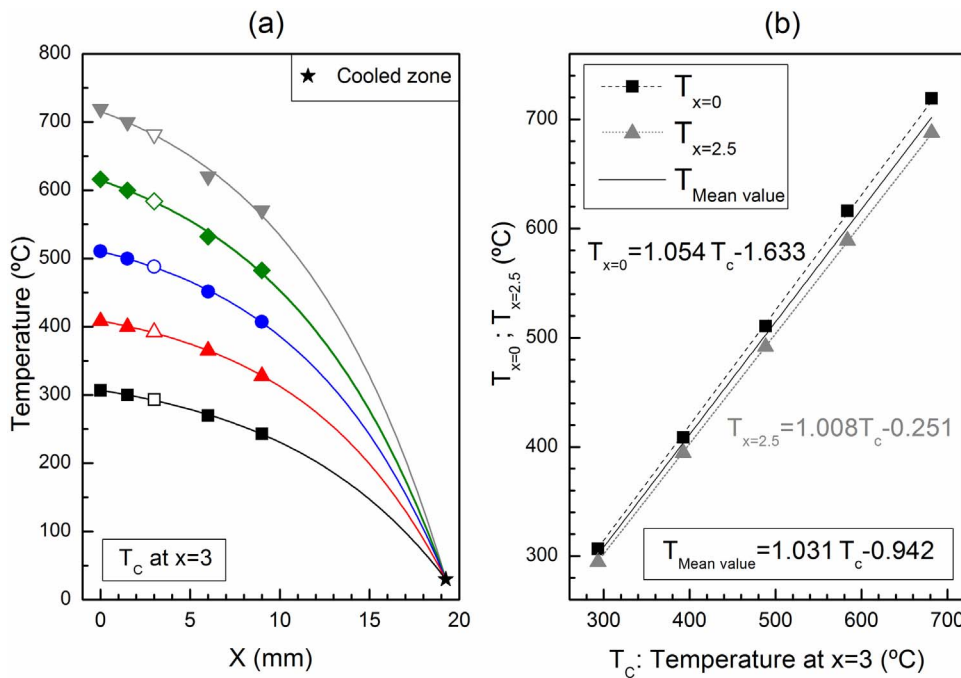 (a)
800
700
600
500
400
300
200
100
0
Temperature (ºC)
★ Cooled zone
T_C at x=3
0 5 10 15 20
X (mm)
(b)
T_x=0
T_x=2.5
T_Mean value
T_x=0=1.054 T_c-1.633
T_x=2.5=1.008T_c-0.251
T_Mean value=1.031 T_c-0.942
700
600
500
400
300
T_x=0 ; T_x=2.5 (ºC)
300 400 500 600 700
T_C: Temperature at x=3 (ºC)